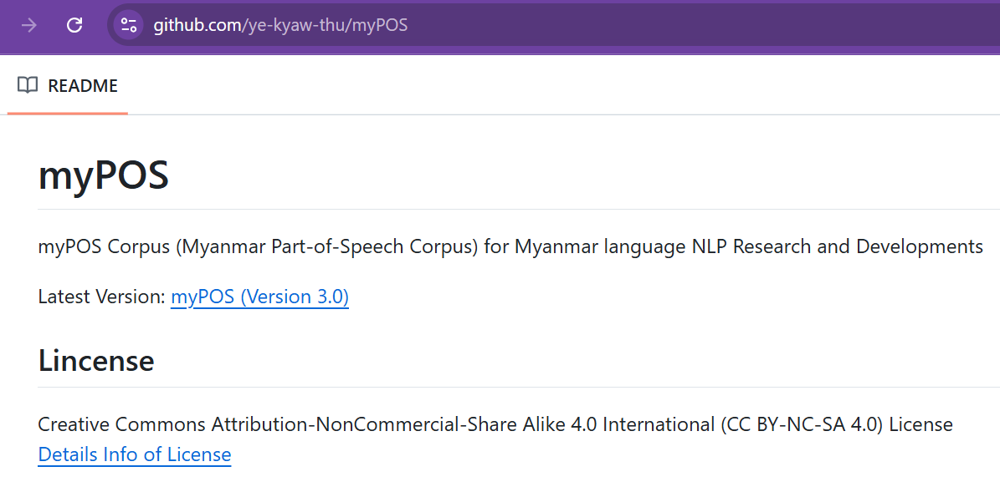 github.com/ye-kyaw-thu/myPOS
README
myPOS
myPOS Corpus (Myanmar Part-of-Speech Corpus) for Myanmar language NLP Research and Developments
Latest Version: myPOS (Version 3.0)
Lincense
Creative Commons Attribution-NonCommercial-Share Alike 4.0 International (CC BY-NC-SA 4.0) License
Details Info of License